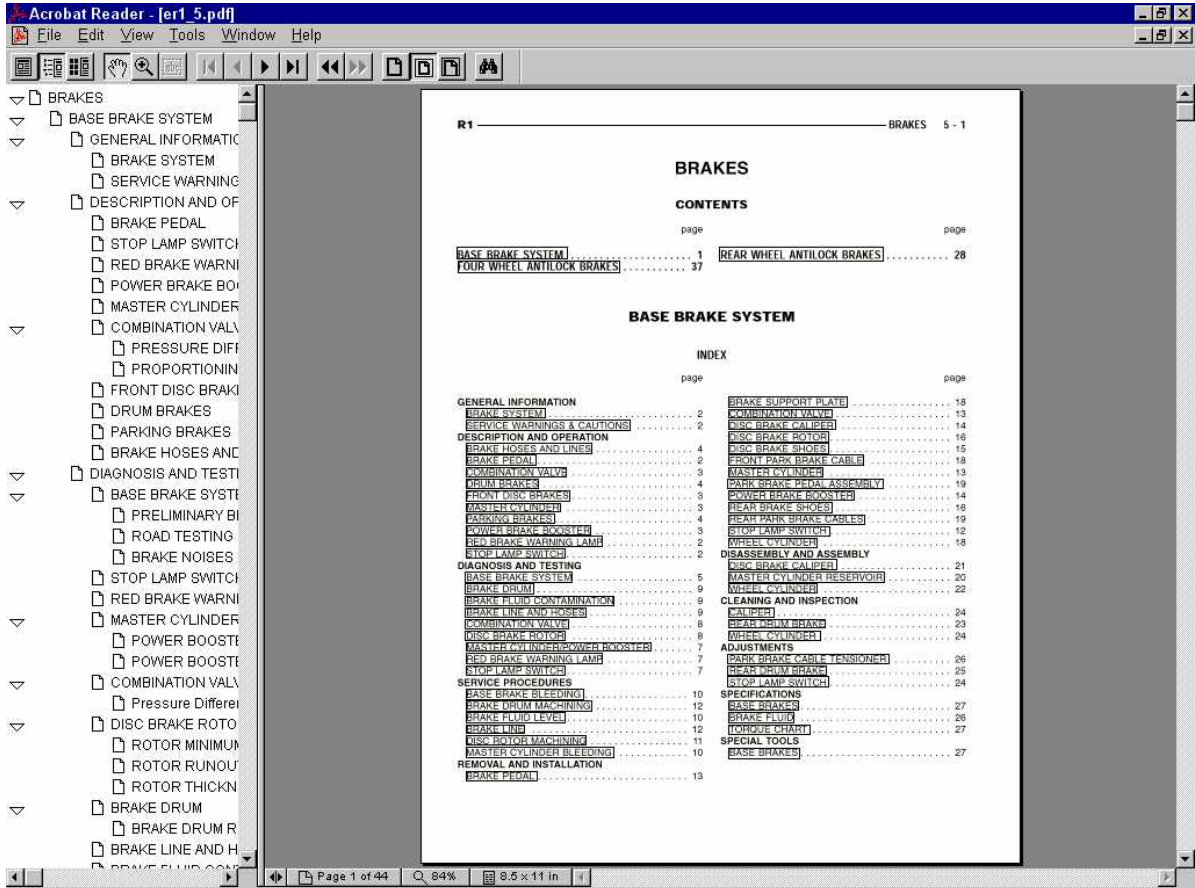 Acrobat Reader - [er1_5.pdf]
File Edit View Tools Window Help
BRAKES
BASE BRAKE SYSTEM
GENERAL INFORMATIC
BRAKE SYSTEM
SERVICE WARNING
DESCRIPTION AND OF
BRAKE PEDAL
STOP LAMP SWITCH
RED BRAKE WARNI
POWER BRAKE BO
MASTER CYLINDER
COMBINATION VALV
PRESSURE DIFF
PROPORTIONIN
FRONT DISC BRAKI
DRUM BRAKES
PARKING BRAKES
BRAKE HOSES AND
DIAGNOSIS AND TESTI
BASE BRAKE SYSTE
PRELIMINARY BI
ROAD TESTING
BRAKE NOISES
STOP LAMP SWITCH
RED BRAKE WARNI
MASTER CYLINDER
POWER BOOSTE
POWER BOOSTE
COMBINATION VALV
Pressure Differen
DISC BRAKE ROTO
ROTOR MINIMUM
ROTOR RUNOU
ROTOR THICKN
BRAKE DRUM
BRAKE DRUM R
BRAKE LINE AND H
R1 BRAKES 5 - 1
BRAKES
CONTENTS
page page
BASE BRAKE SYSTEM ................... 1
FOUR WHEEL ANTILOCK BRAKES ........... 37
REAR WHEEL ANTILOCK BRAKES ........... 28
BASE BRAKE SYSTEM
INDEX
page page
GENERAL INFORMATION
BRAKE SYSTEM ....................... 2
SERVICE WARNINGS & CAUTIONS ......... 2
DESCRIPTION AND OPERATION
BRAKE HOSES AND LINES ............... 4
BRAKE PEDAL ......................... 2
COMBINATION VALVE ................... 3
DRUM BRAKES ......................... 4
FRONT DISC BRAKES ................... 3
MASTER CYLINDER ..................... 3
PARKING BRAKES ...................... 4
POWER BRAKE BOOSTER ................. 3
RED BRAKE WARNING LAMP .............. 2
STOP LAMP SWITCH .................... 2
DIAGNOSIS AND TESTING
BASE BRAKE SYSTEM ................... 5
BRAKE DRUM .......................... 9
BRAKE FLUID CONTAMINATION ........... 9
BRAKE LINE AND HOSES ................ 9
COMBINATION VALVE ................... 8
DISC BRAKE ROTOR .................... 8
MASTER CYLINDER/POWER BOOSTER ....... 7
RED BRAKE WARNING LAMP .............. 7
STOP LAMP SWITCH .................... 7
SERVICE PROCEDURES
BASE BRAKE BLEEDING ................. 10
BRAKE DRUM MACHINING ................ 12
BRAKE FLUID LEVEL ................... 10
BRAKE LINE .......................... 12
DISC ROTOR MACHINING ................ 11
MASTER CYLINDER BLEEDING ............ 10
REMOVAL AND INSTALLATION
BRAKE PEDAL ......................... 13
BRAKE SUPPORT PLATE ................. 18
COMBINATION VALVE ................... 13
DISC BRAKE CALIPER .................. 14
DISC BRAKE ROTOR .................... 16
DISC BRAKE SHOES .................... 15
FRONT PARK BRAKE CABLE .............. 18
MASTER CYLINDER ..................... 13
PARK BRAKE PEDAL ASSEMBLY ........... 19
POWER BRAKE BOOSTER ................. 14
REAR BRAKE SHOES .................... 16
REAR PARK BRAKE CABLES .............. 19
STOP LAMP SWITCH .................... 12
WHEEL CYLINDER ...................... 18
DISASSEMBLY AND ASSEMBLY
DISC BRAKE CALIPER .................. 21
MASTER CYLINDER RESERVOIR ........... 20
WHEEL CYLINDER ...................... 22
CLEANING AND INSPECTION
CALIPER ............................. 24
REAR DRUM BRAKE ..................... 23
WHEEL CYLINDER ...................... 24
ADJUSTMENTS
PARK BRAKE CABLE TENSIONER .......... 26
REAR DRUM BRAKE ..................... 25
STOP LAMP SWITCH .................... 24
SPECIFICATIONS
BASE BRAKES ......................... 27
BRAKE FLUID ......................... 26
TORQUE CHART ........................ 27
SPECIAL TOOLS
BASE BRAKES ......................... 27
Page 1 of 44 84% 8.5 x 11 in